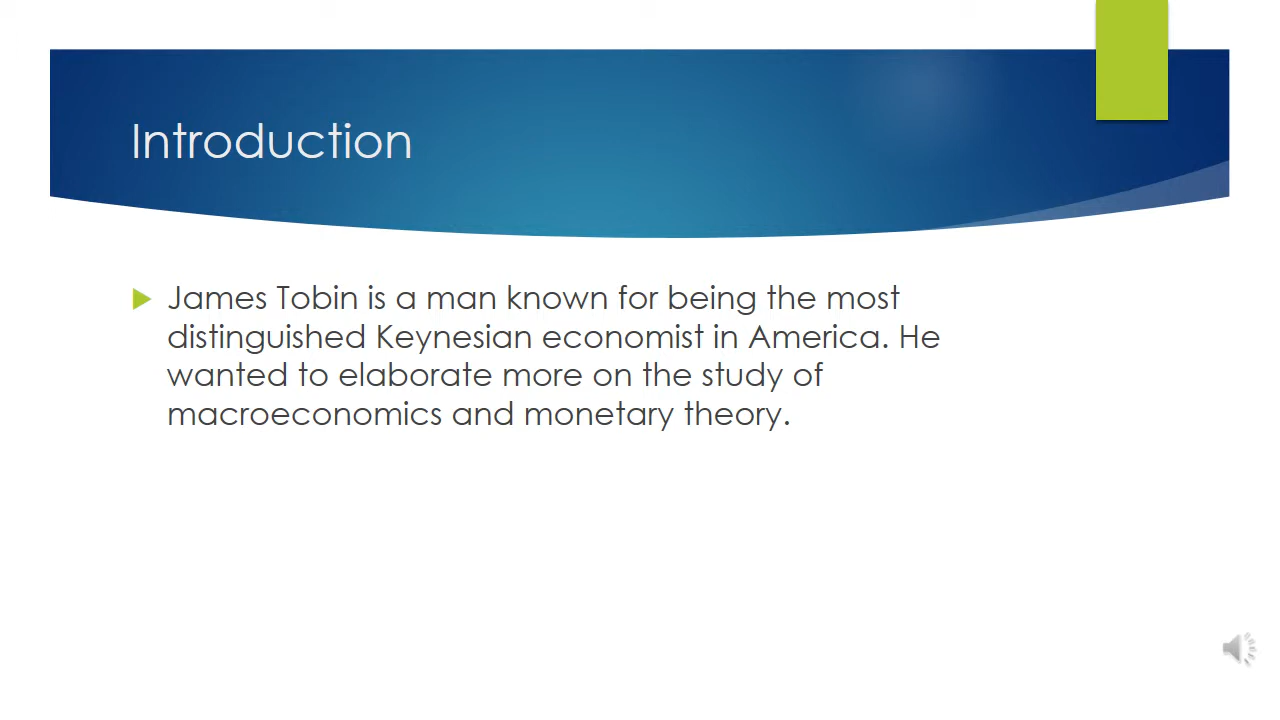 Introduction
James Tobin is a man known for being the most
distinguished Keynesian economist in America. He
wanted to elaborate more on the study of
macroeconomics and monetary theory.